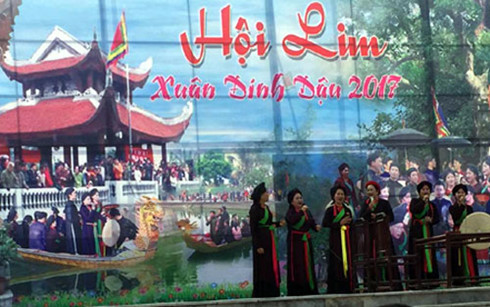 Hội Lim
Xuân Đinh Dậu 2017